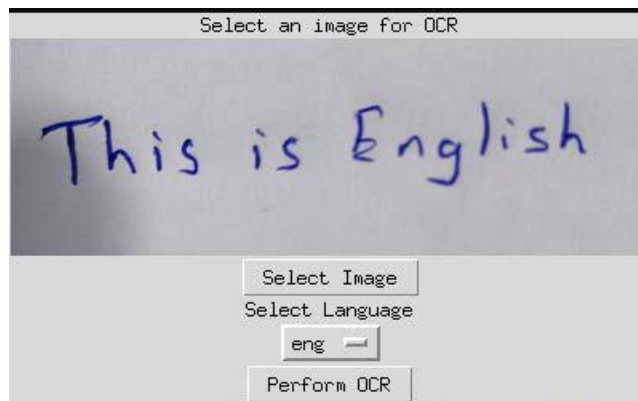 Select an image for OCR
This is English
Select Image
Select Language
eng
Perform OCR